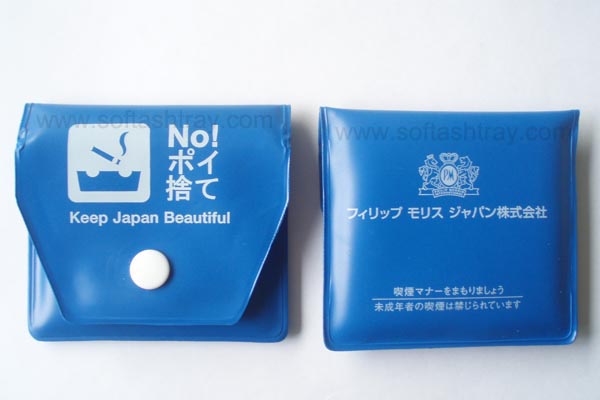 www.softashtray.com
No!
ポイ
捨て
Keep Japan Beautiful
www.softashtray.com
PM
フィリップ モリス ジャパン株式会社
喫煙マナーをまもりましょう
未成年者の喫煙は禁じられています